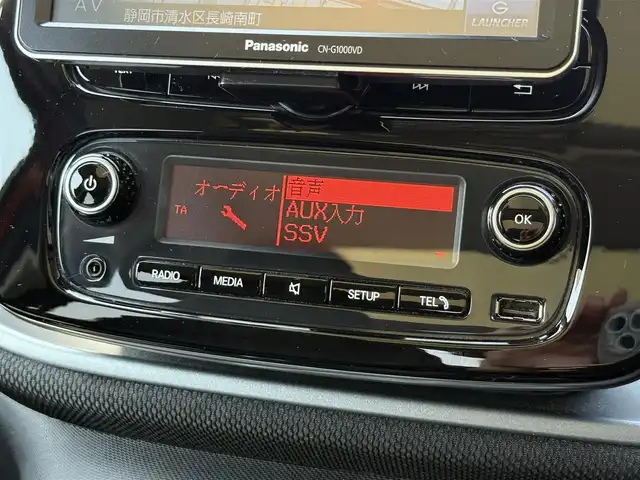 AV
静岡市清水区長崎南町
G
LAUNCHER
Panasonic CN-G1000VD
オーディオ 音声
TA AUX入力
SSV
OK
RADIO MEDIA SETUP TEL